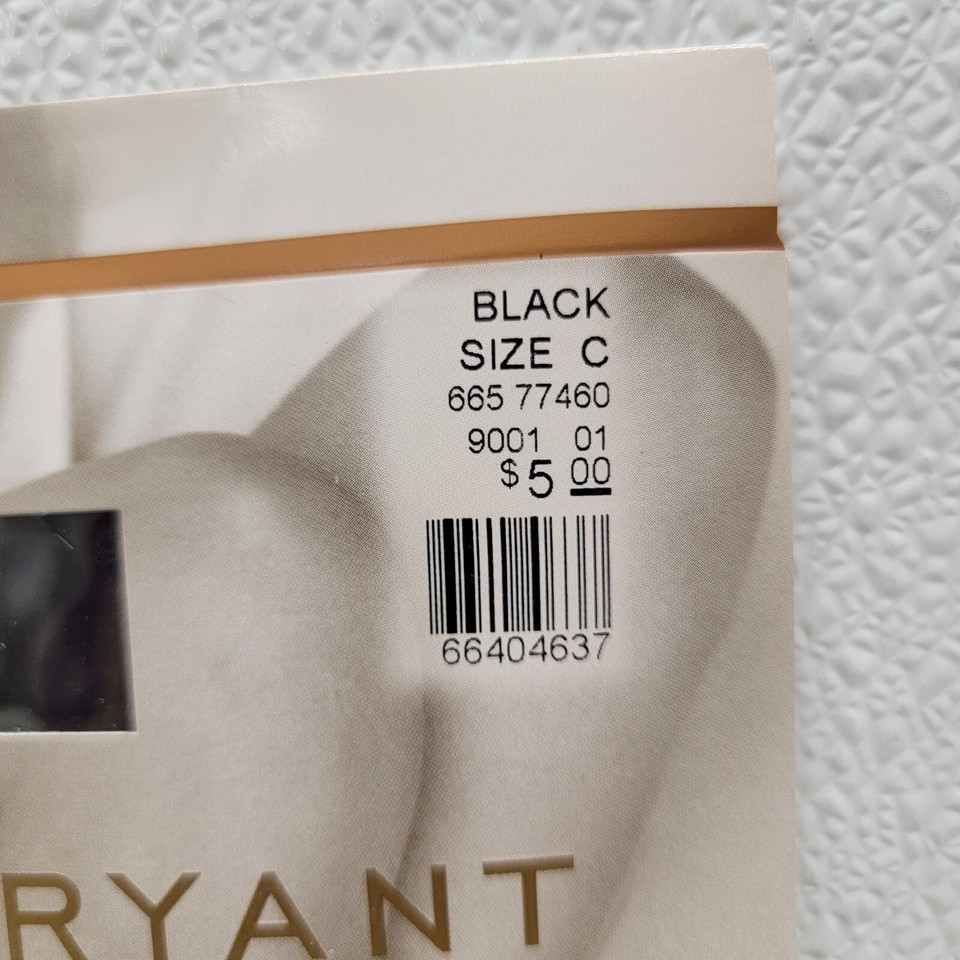 BLACK
SIZE C
665 77460
9001 01
$5 00
66404637
RYANT